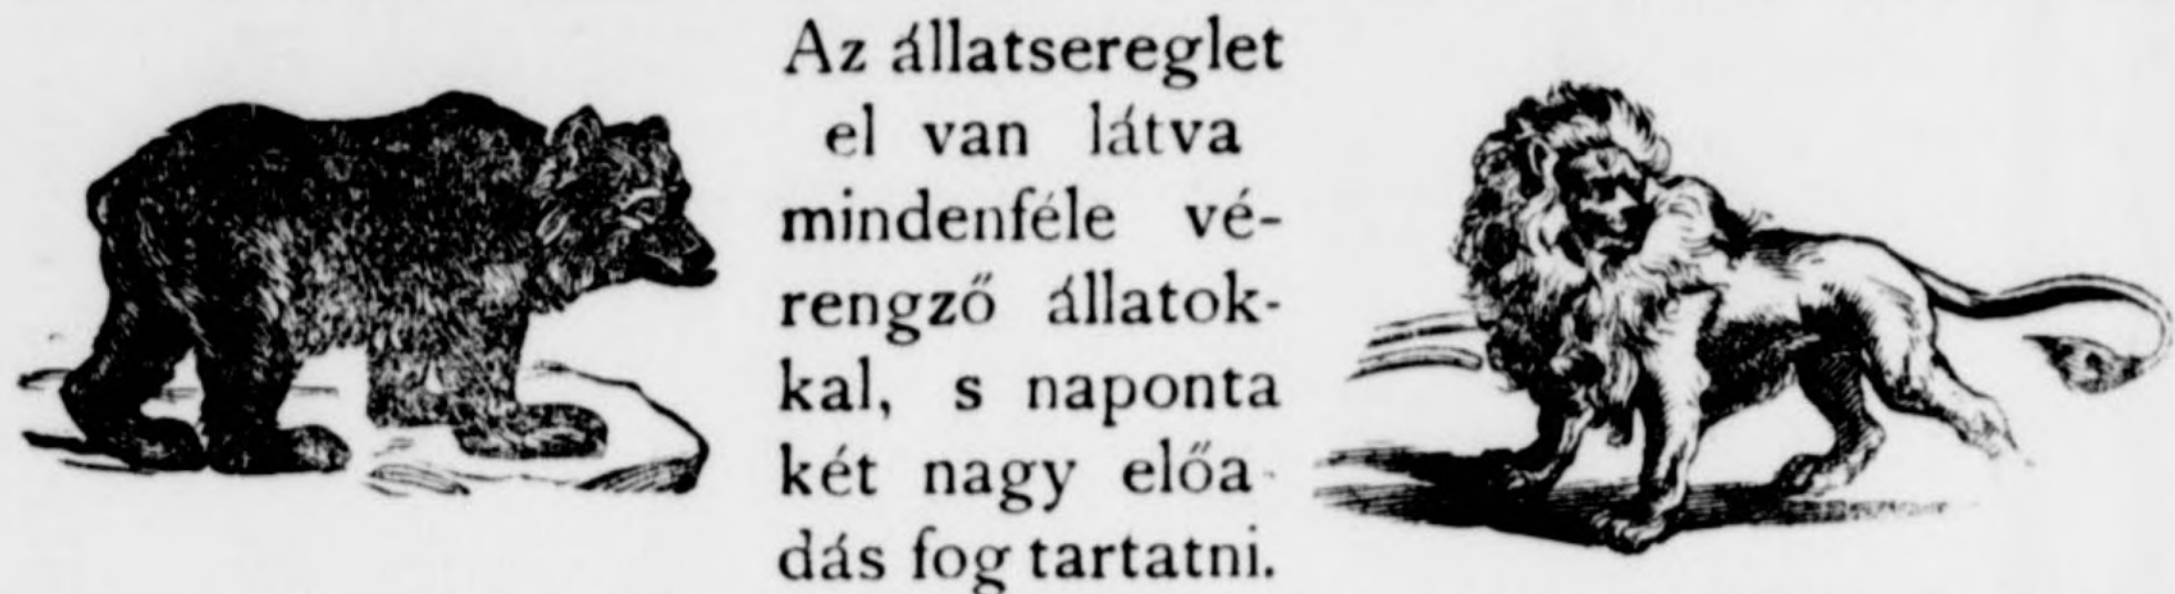 Az állatsereglet
el van látva
mindenféle vé-
rengző állatok-
kal, s naponta
két nagy előa-
dás fog tartatni.